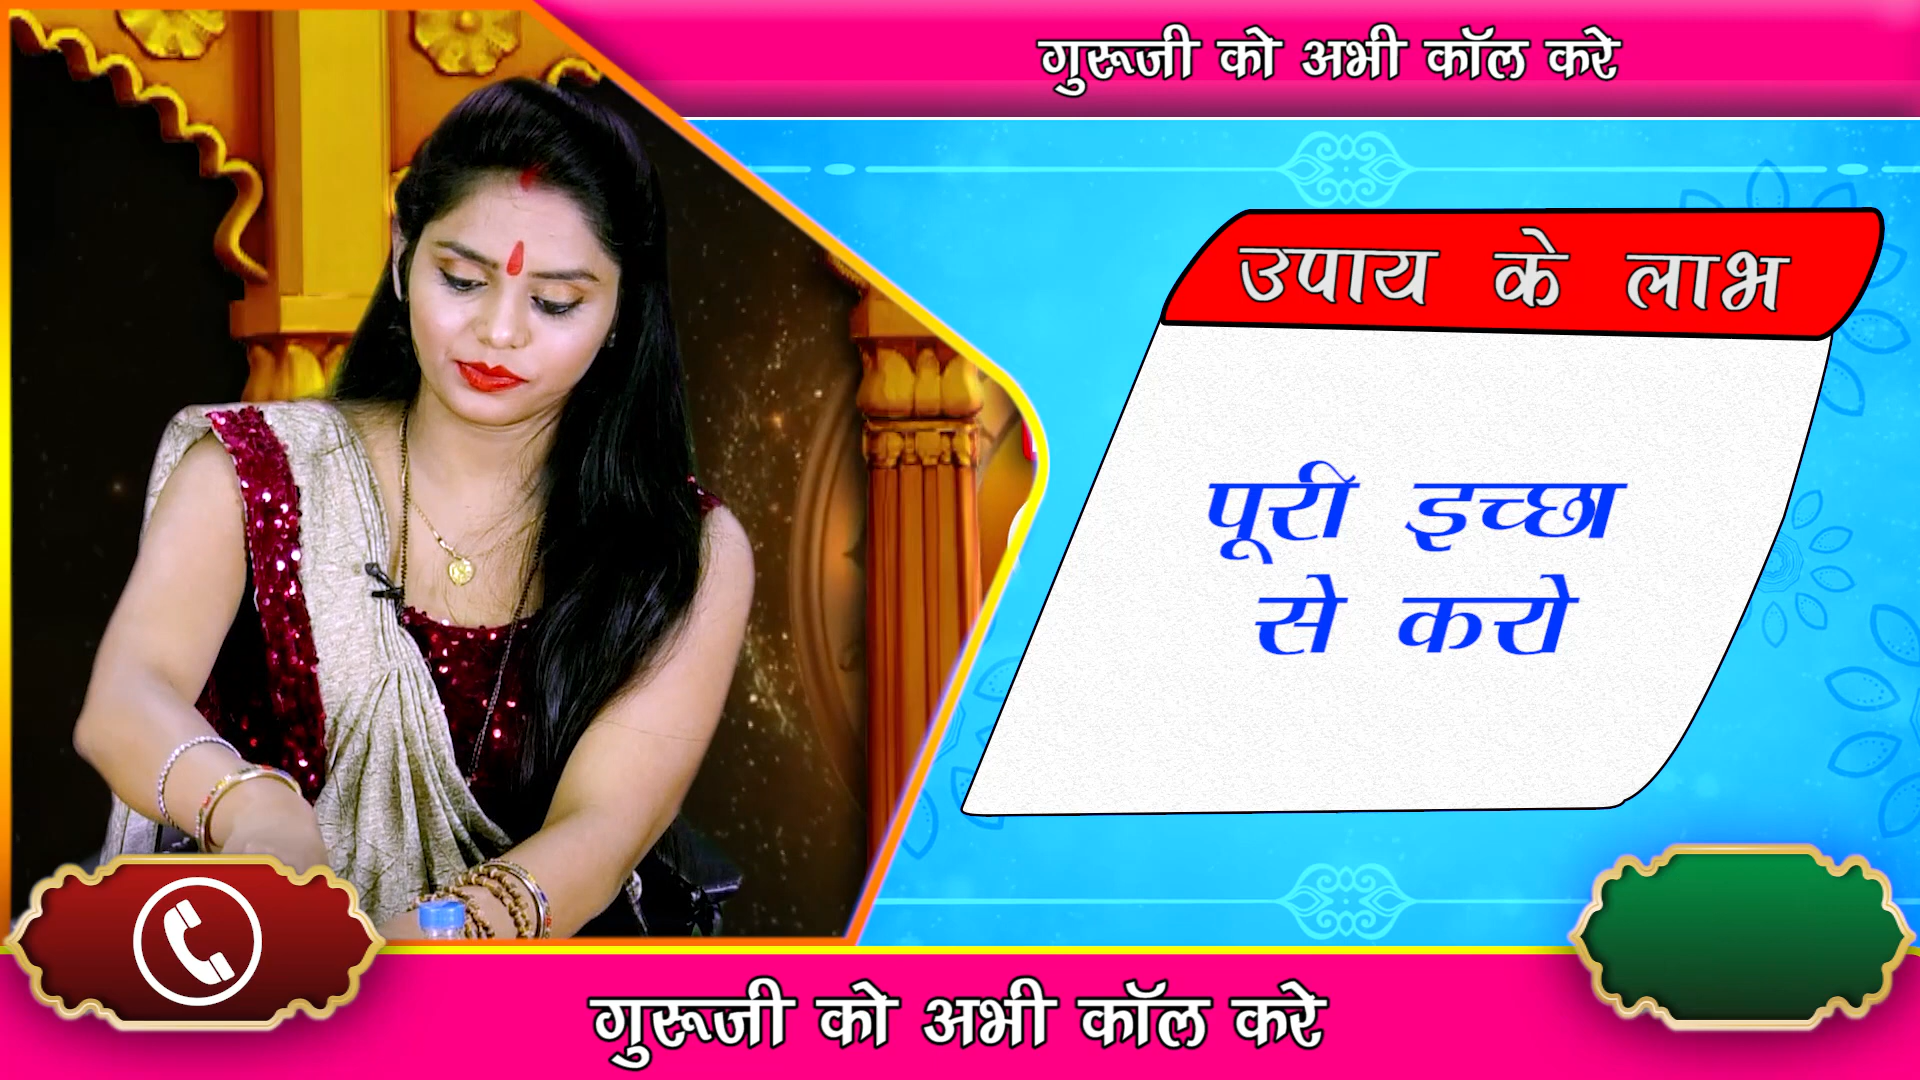 गुरूजी को अभी कॉल करे
उपाय के लाभ
पूरी इच्छा
से करो
गुरूजी को अभी कॉल करे